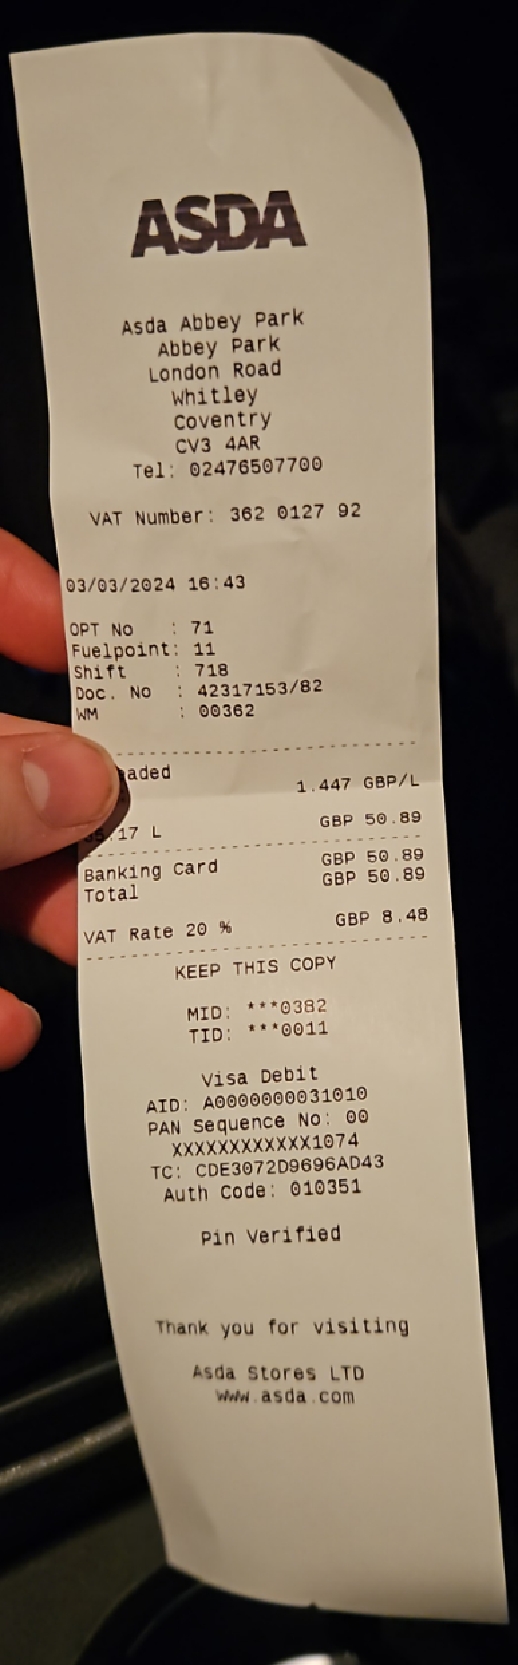 ASDA
Asda Abbey Park
Abbey Park
London Road
Whitley
Coventry
CV3 4AR
Tel: 02476507700
VAT Number: 362 0127 92
03/03/2024 16:43
OPT No : 71
Fuelpoint: 11
Shift : 718
Doc. No : 42317153/82
WM : 00362
aded
1.447 GBP/L
35.17 L GBP 50.89
Banking Card GBP 50.89
Total GBP 50.89
VAT Rate 20 % GBP 8.48
KEEP THIS COPY
MID: ***0382
TID: ***0011
Visa Debit
AID: A0000000031010
PAN Sequence No: 00
XXXXXXXXXXXX1074
TC: CDE3072D9696AD43
Auth Code: 010351
Pin Verified
Thank you for visiting
Asda Stores LTD
www.asda.com